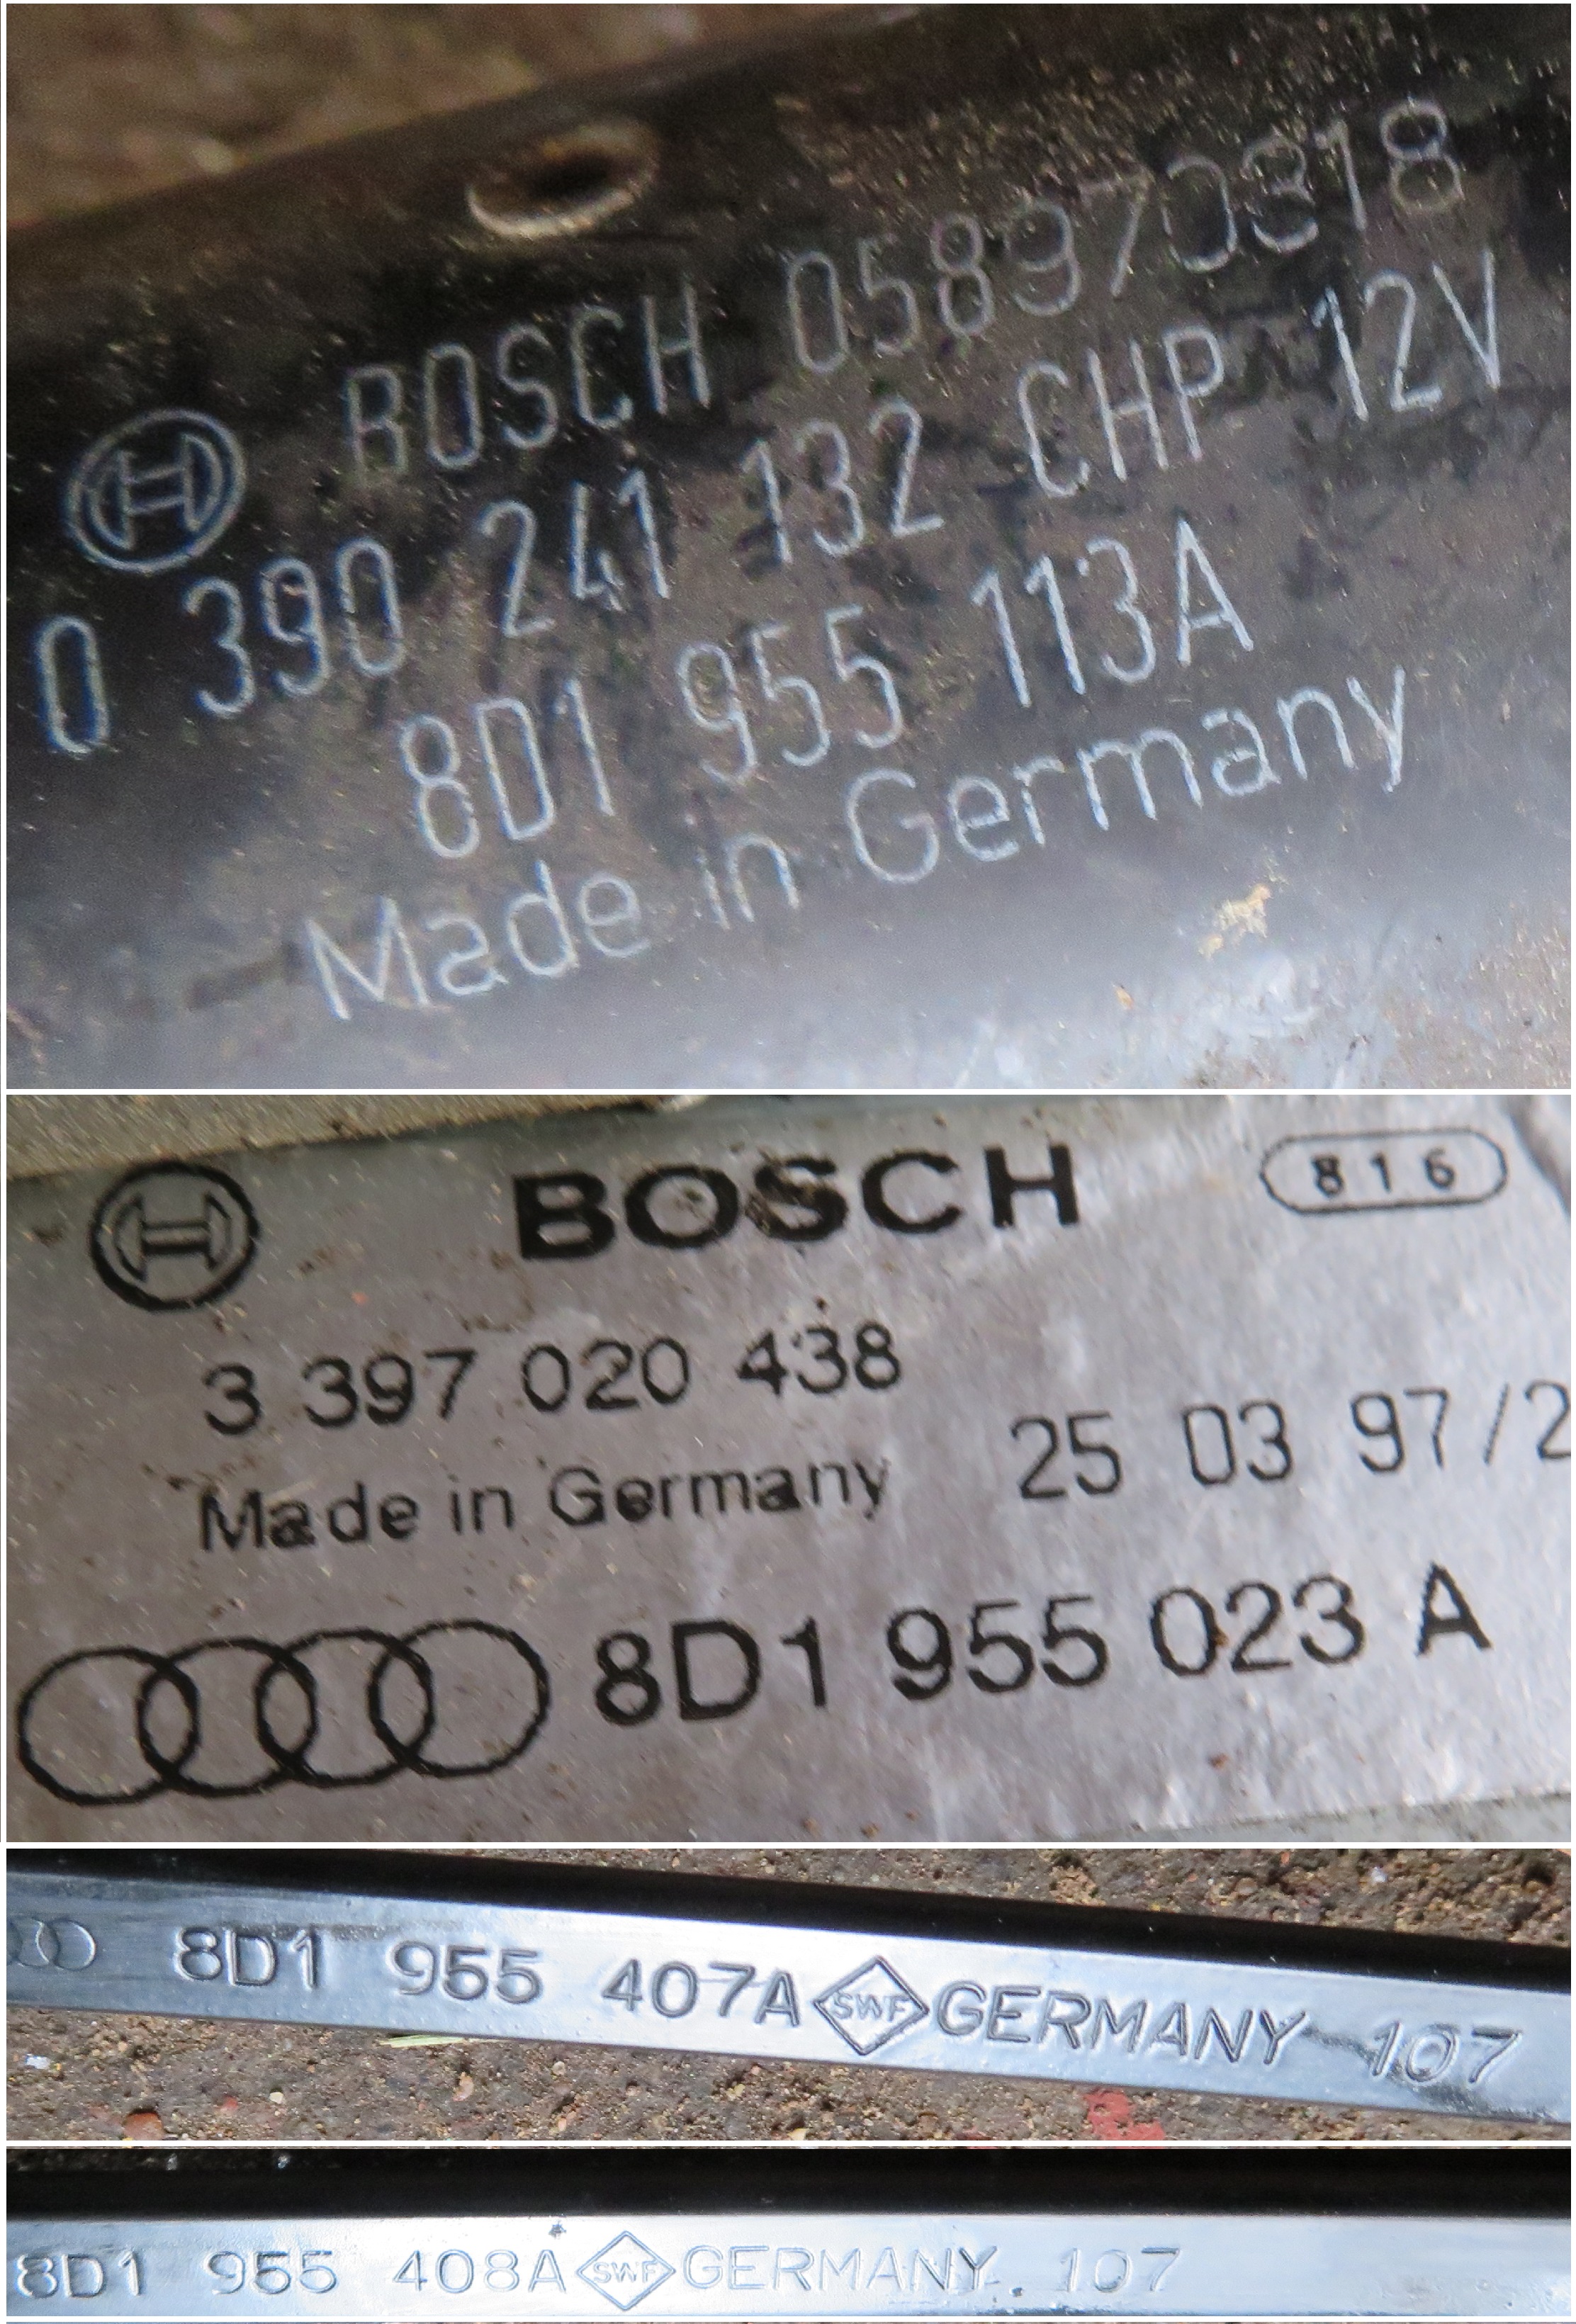 BOSCH 058970318
0 390 241 132 CHP 12V
8D1 955 113A
Made in Germany
BOSCH 816
3 397 020 438
Made in Germany 25 03 97/2
8D1 955 023 A
8D1 955 407A SWF GERMANY 107
8D1 955 408A SWF GERMANY. 107